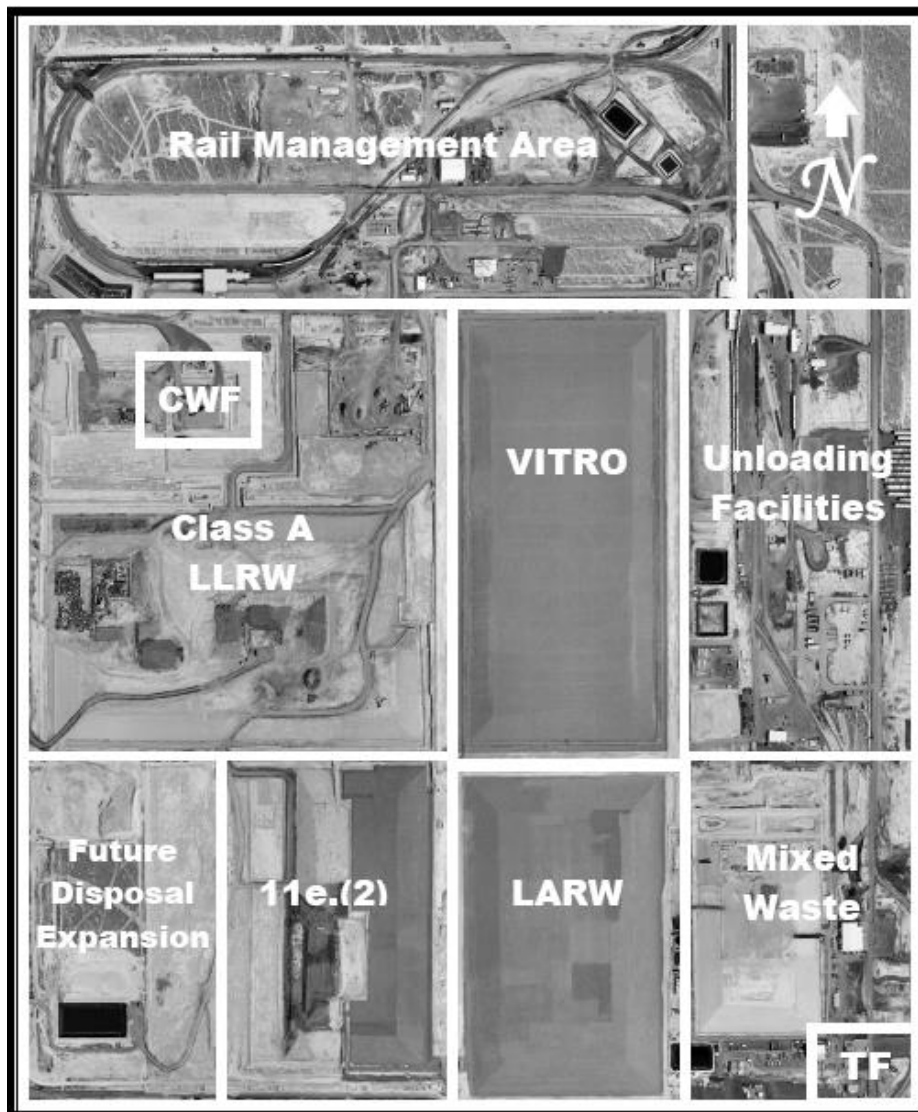 Rail Management Area
N
CWF
Class A
LLRW
VITRO
Unloading
Facilities
Future
Disposal
Expansion
11e.(2)
LARW
Mixed
Waste
TF